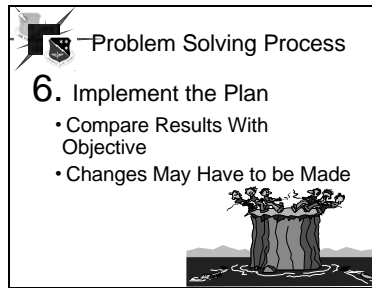 Problem Solving Process
6. Implement the Plan
• Compare Results With
Objective
• Changes May Have to be Made